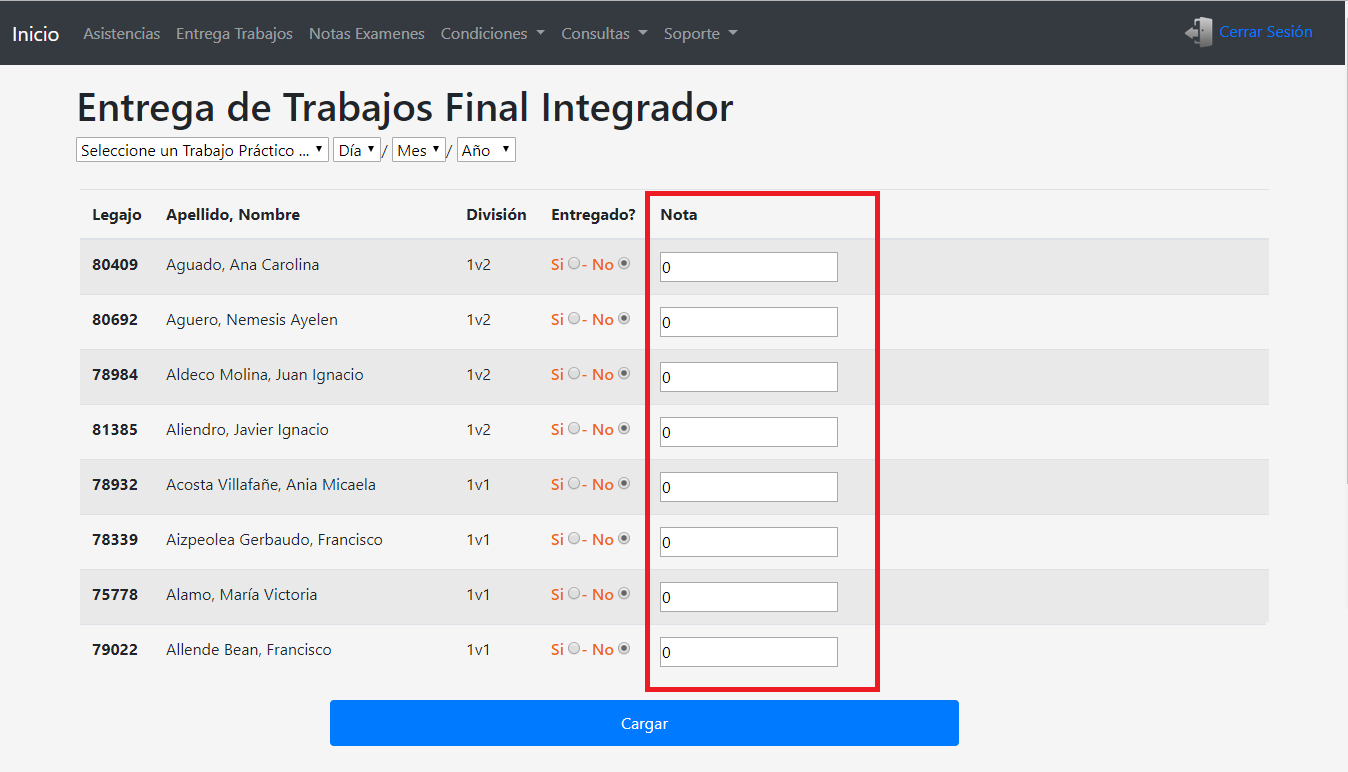 Inicio Asistencias Entrega Trabajos Notas Examenes Condiciones Consultas Soporte Cerrar Sesión
Entrega de Trabajos Final Integrador
Seleccione un Trabajo Práctico ... Día / Mes / Año
Legajo Apellido, Nombre División Entregado? Nota
80409 Aguado, Ana Carolina 1v2 Si - No 0
80692 Aguero, Nemesis Ayelen 1v2 Si - No 0
78984 Aldeco Molina, Juan Ignacio 1v2 Si - No 0
81385 Aliendro, Javier Ignacio 1v2 Si - No 0
78932 Acosta Villafañe, Ania Micaela 1v1 Si - No 0
78339 Aizpeolea Gerbaudo, Francisco 1v1 Si - No 0
75778 Alamo, María Victoria 1v1 Si - No 0
79022 Allende Bean, Francisco 1v1 Si - No 0
Cargar